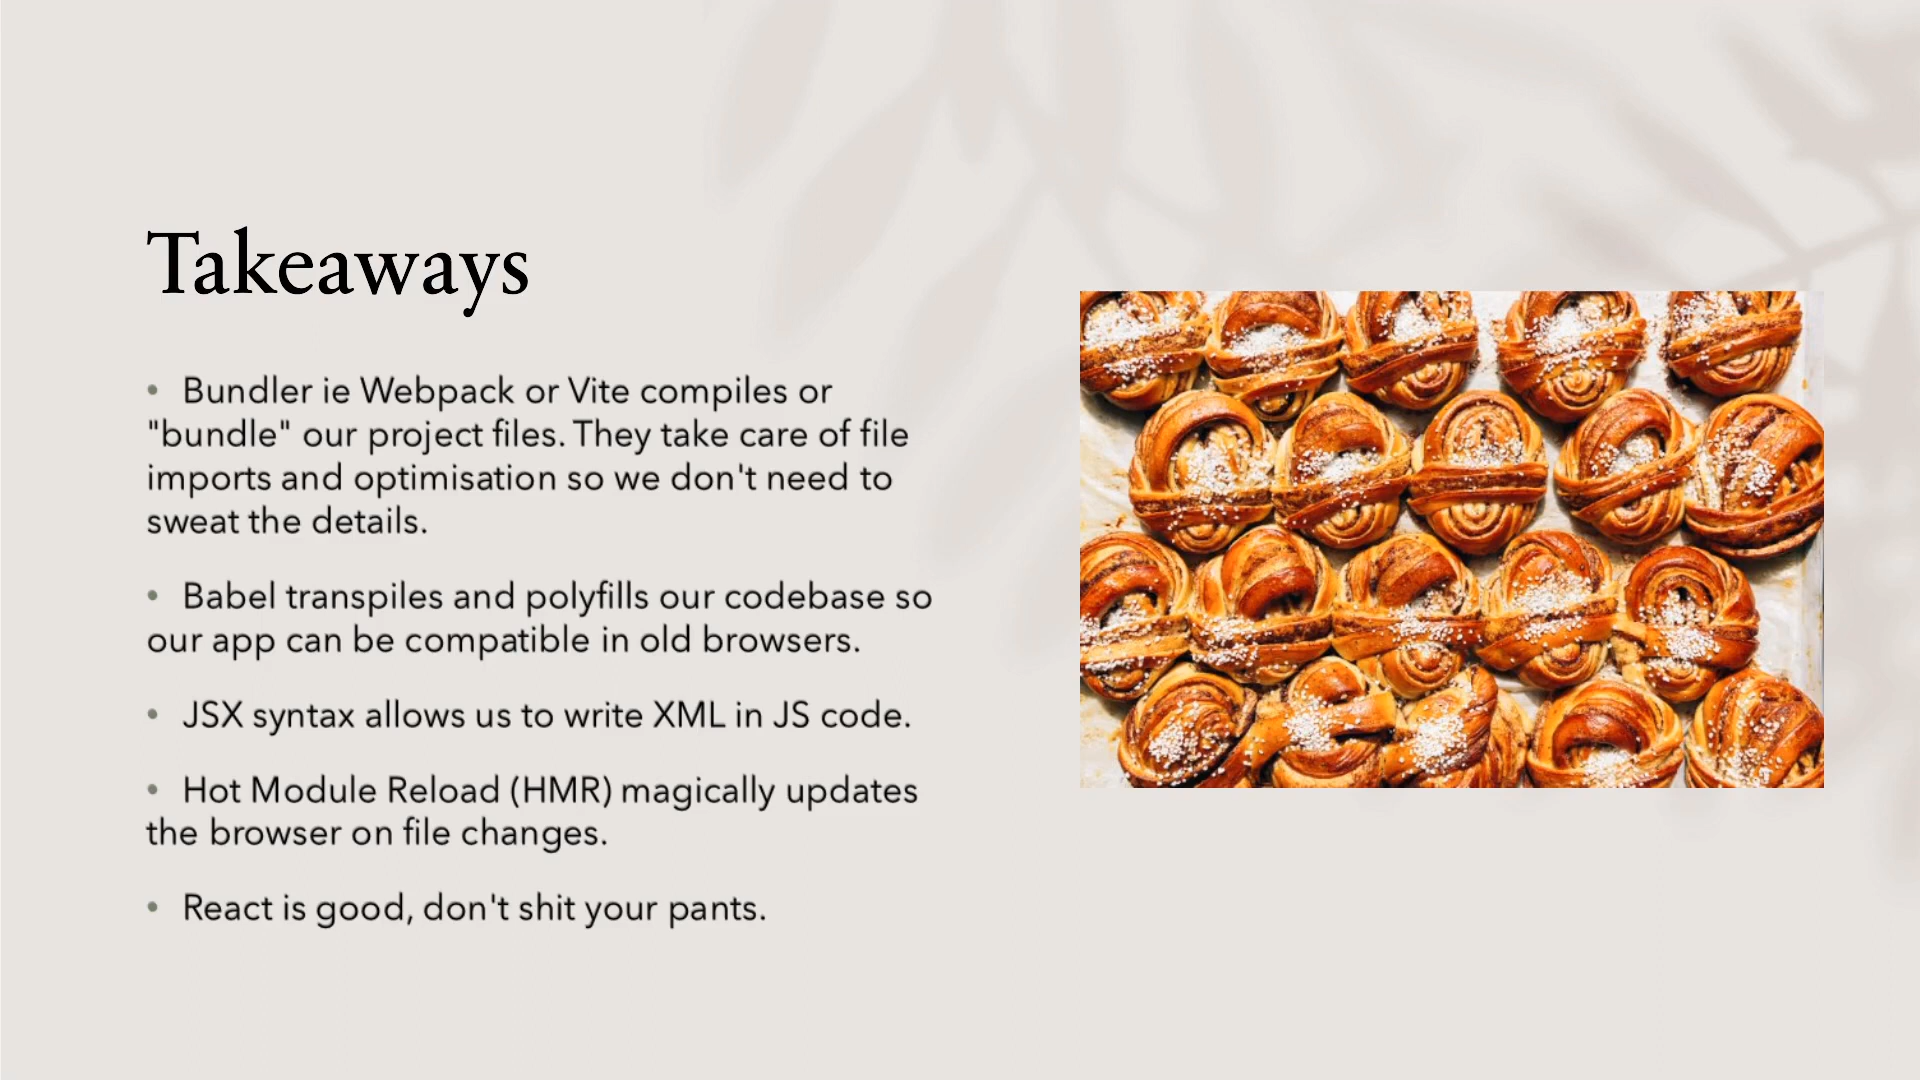 Takeaways
• Bundler ie Webpack or Vite compiles or
"bundle" our project files. They take care of file
imports and optimisation so we don't need to
sweat the details.
• Babel transpiles and polyfills our codebase so
our app can be compatible in old browsers.
• JSX syntax allows us to write XML in JS code.
• Hot Module Reload (HMR) magically updates
the browser on file changes.
• React is good, don't shit your pants.